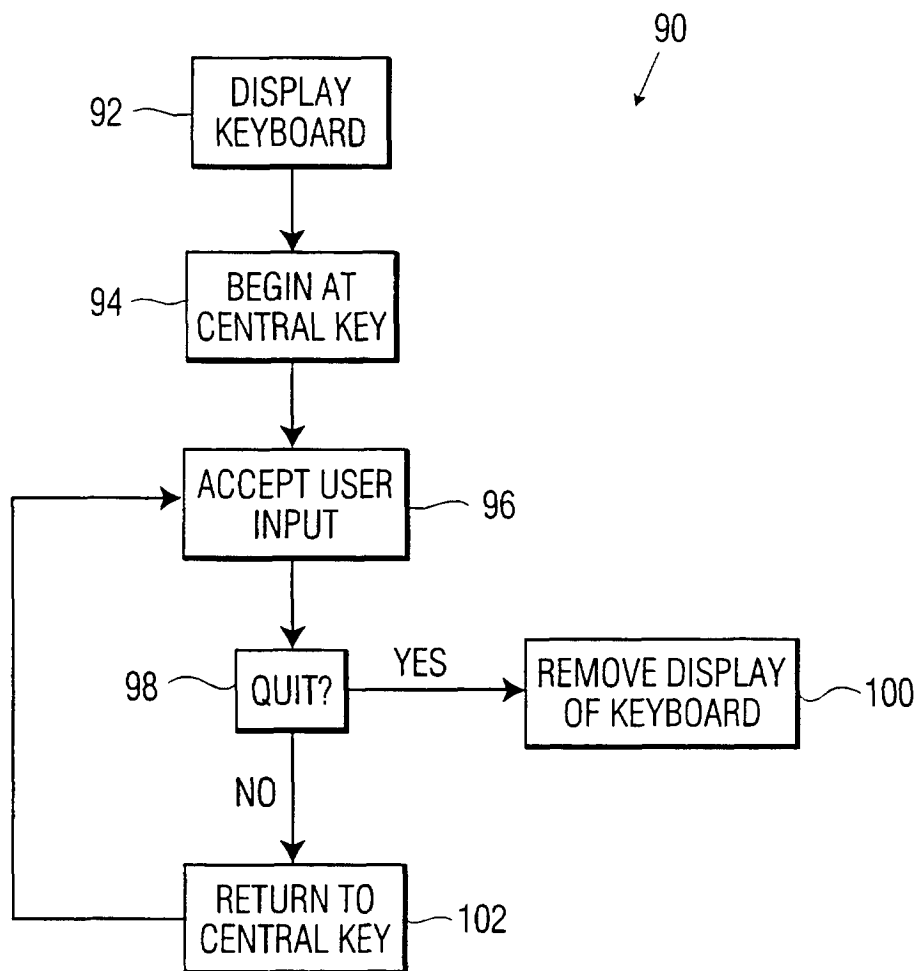 90
92
DISPLAY
KEYBOARD
94
BEGIN AT
CENTRAL KEY
ACCEPT USER
INPUT
96
98
QUIT?
YES
REMOVE DISPLAY
OF KEYBOARD
100
NO
RETURN TO
CENTRAL KEY
102